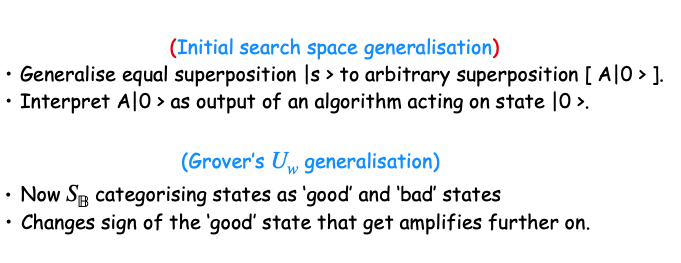 (Initial search space generalisation)
• Generalise equal superposition |s > to arbitrary superposition [ A|0 > ].
• Interpret A|0 > as output of an algorithm acting on state |0 >.
(Grover's U_w generalisation)
• Now S_𝔹 categorising states as 'good' and 'bad' states
• Changes sign of the 'good' state that get amplifies further on.